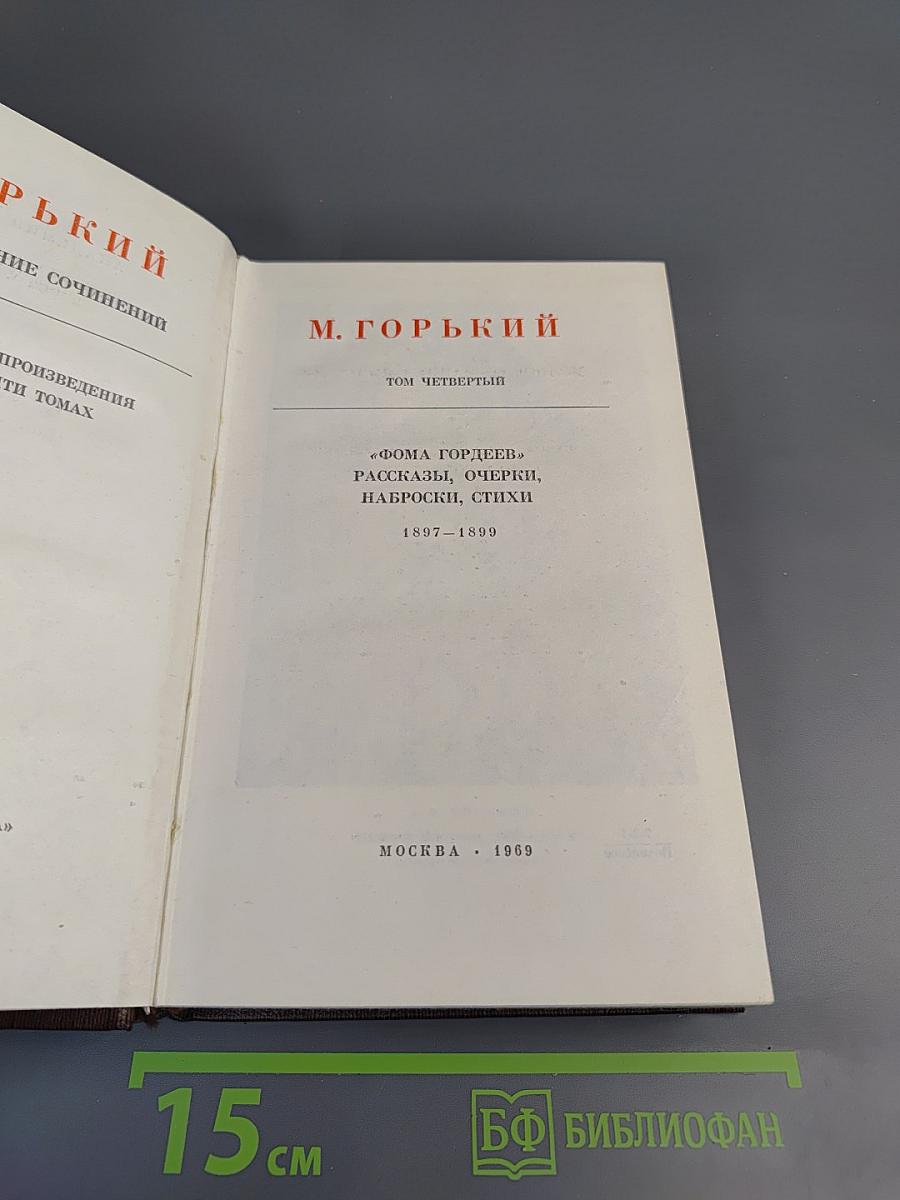 РЬКИЙ
НИЕ СОЧИНЕНИЙ
ПРОИЗВЕДЕНИЯ
ТИ ТОМАХ
М. ГОРЬКИЙ
ТОМ ЧЕТВЕРТЫЙ
«ФОМА ГОРДЕЕВ»
РАССКАЗЫ, ОЧЕРКИ,
НАБРОСКИ, СТИХИ
1897—1899
МОСКВА · 1969
15 см
БФ БИБЛИОФАН